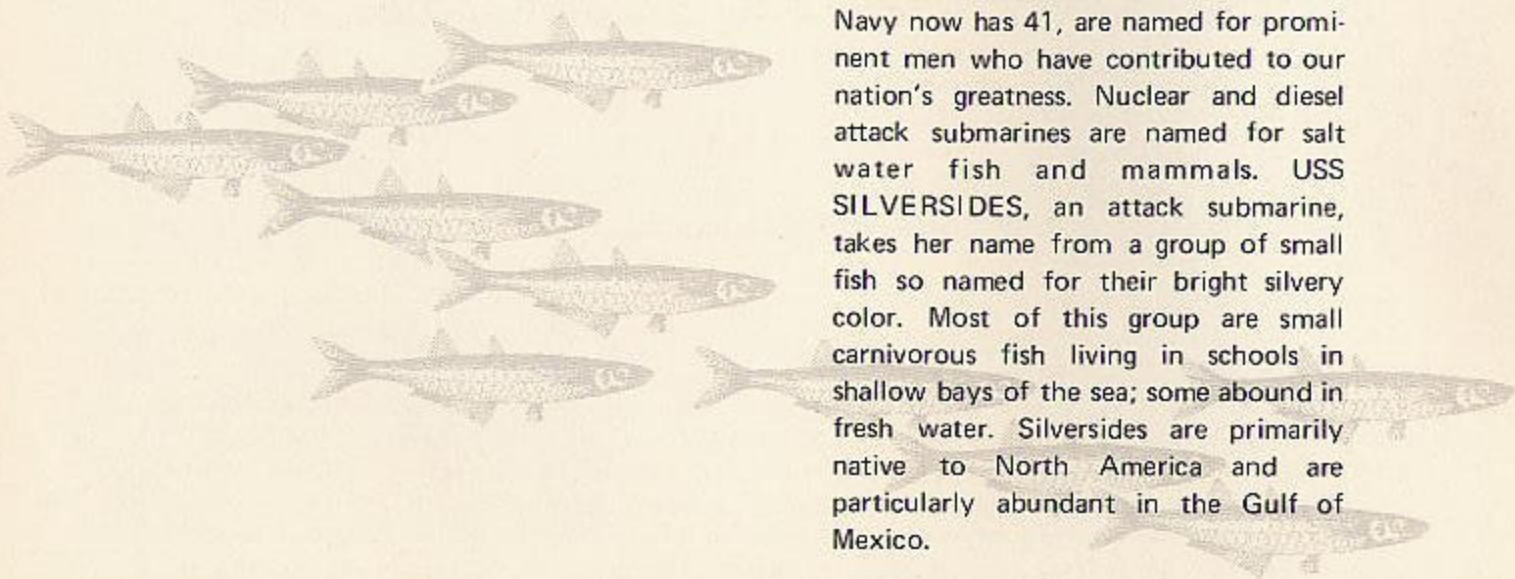 Navy now has 41, are named for promi-
nent men who have contributed to our
nation's greatness. Nuclear and diesel
attack submarines are named for salt
water fish and mammals. USS
SILVERSIDES, an attack submarine,
takes her name from a group of small
fish so named for their bright silvery
color. Most of this group are small
carnivorous fish living in schools in
shallow bays of the sea; some abound in
fresh water. Silversides are primarily
native to North America and are
particularly abundant in the Gulf of
Mexico.